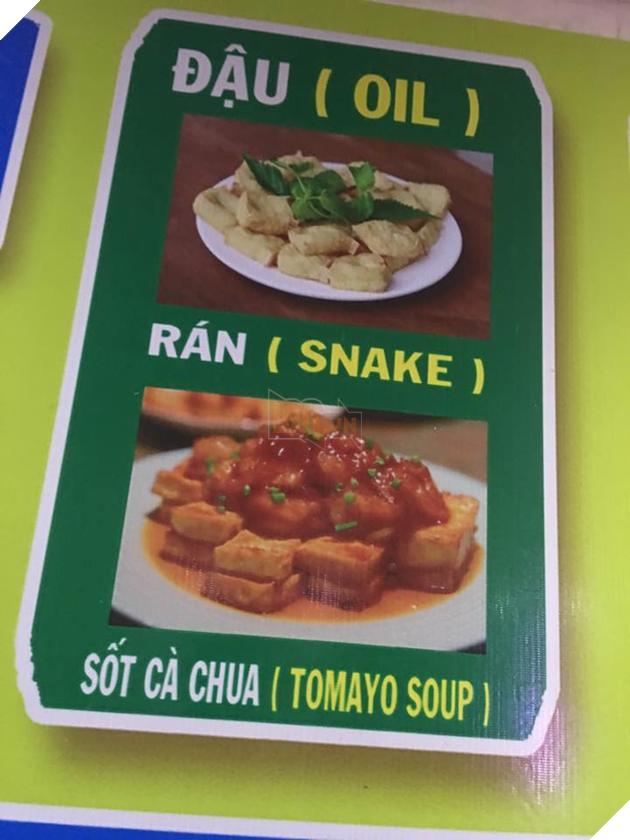 ĐẬU ( OIL )
RÁN ( SNAKE )
SỐT CÀ CHUA ( TOMAYO SOUP )